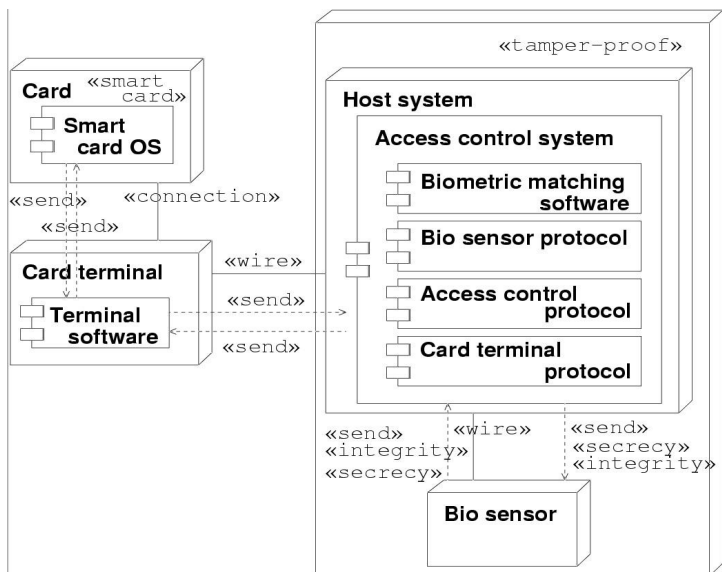 «tamper-proof»
Card
«smart
card»
Smart
card OS
«send»
«send»
«connection»
Card terminal
Terminal
software
«wire»
«send»
«send»
Host system
Access control system
Biometric matching
software
Bio sensor protocol
Access control
protocol
Card terminal
protocol
«send»
«integrity»
«secrecy»
«wire»
«send»
«secrecy»
«integrity»
Bio sensor